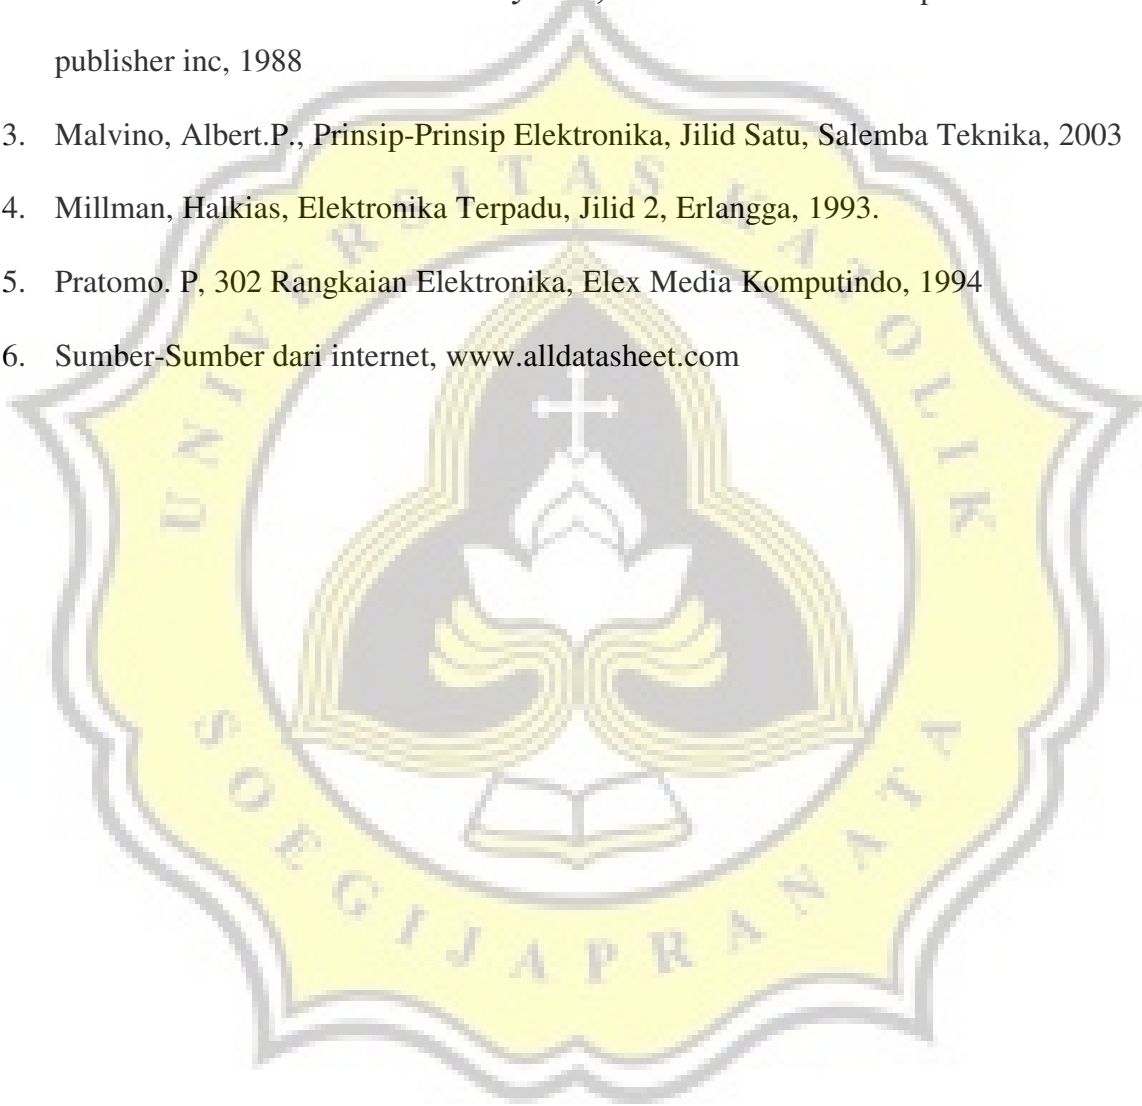 publisher inc, 1988
3. Malvino, Albert.P., Prinsip-Prinsip Elektronika, Jilid Satu, Salemba Teknika, 2003
4. Millman, Halkias, Elektronika Terpadu, Jilid 2, Erlangga, 1993.
5. Pratomo. P, 302 Rangkaian Elektronika, Elex Media Komputindo, 1994
6. Sumber-Sumber dari internet, www.alldatasheet.com
UNIVERSITAS KATOLIK
SOEGIJAPRANATA